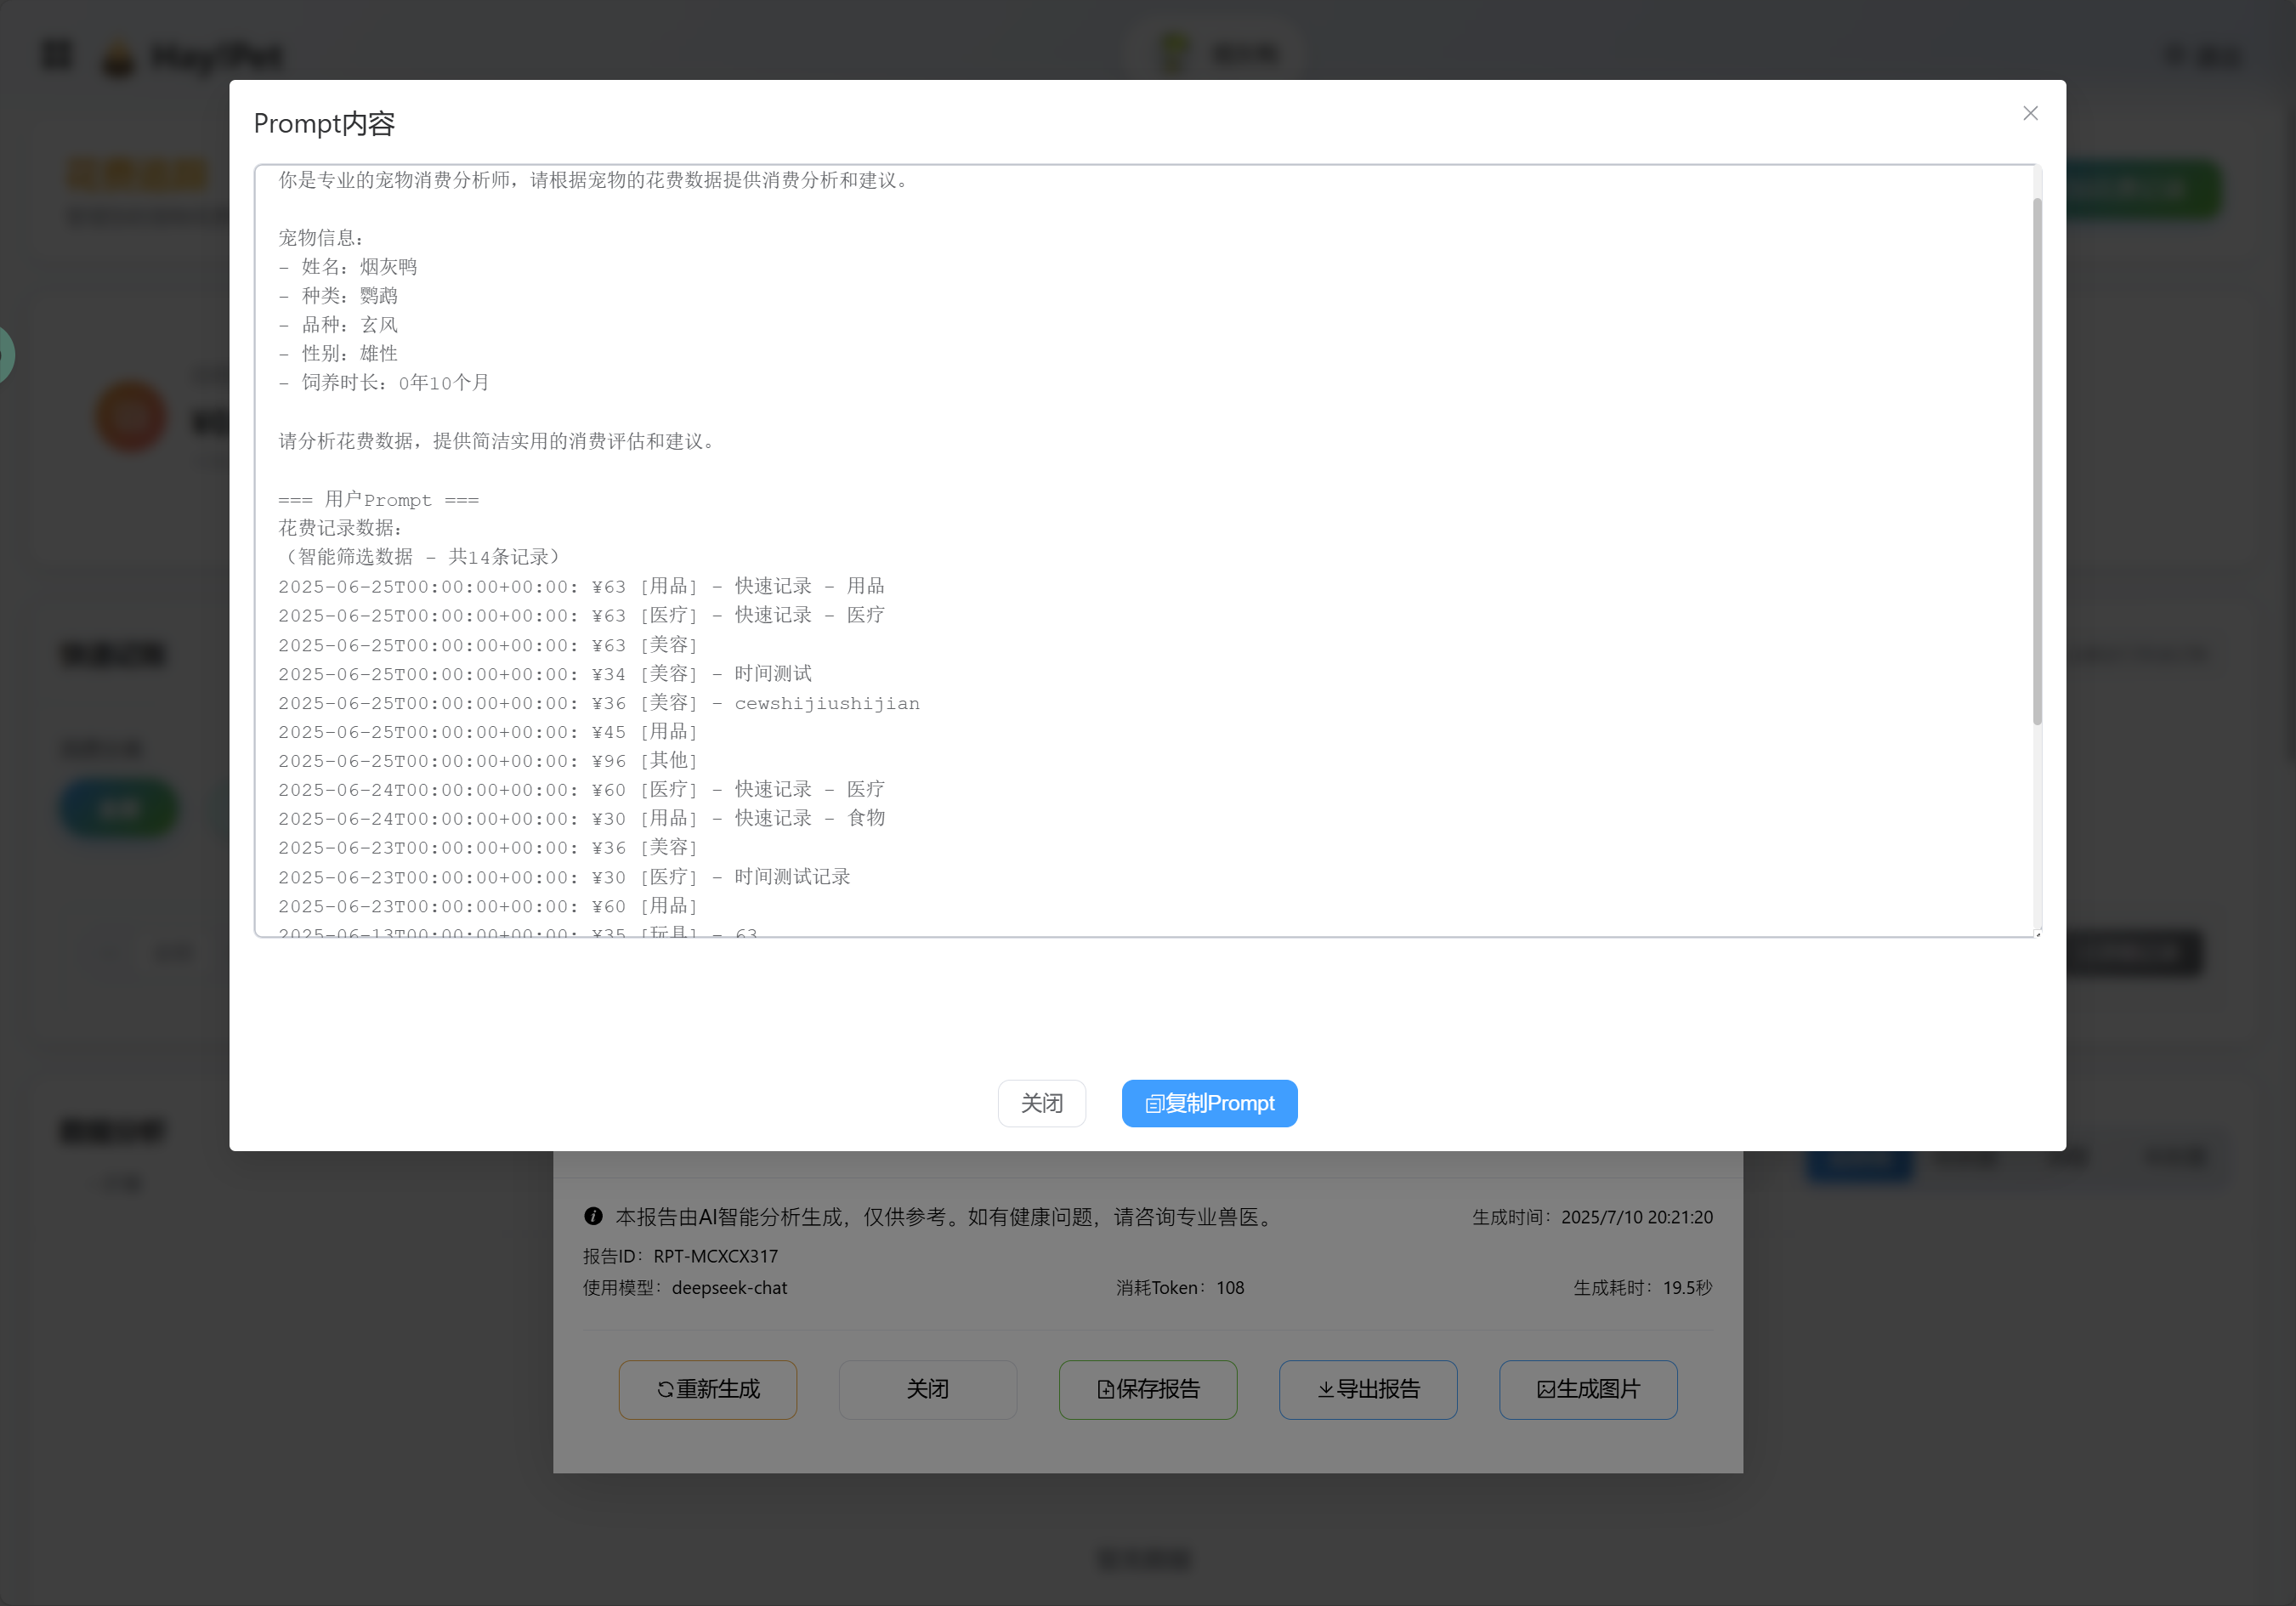 Hay!Pet
Prompt内容
你是专业的宠物消费分析师，请根据宠物的花费数据提供消费分析和建议。
宠物信息：
- 姓名：烟灰鸭
- 种类：鹦鹉
- 品种：玄风
- 性别：雄性
- 饲养时长：0年10个月
请分析花费数据，提供简洁实用的消费评估和建议。
=== 用户Prompt ===
花费记录数据：
（智能筛选数据 - 共14条记录）
2025-06-25T00:00:00+00:00: ¥63 [用品] - 快速记录 - 用品
2025-06-25T00:00:00+00:00: ¥63 [医疗] - 快速记录 - 医疗
2025-06-25T00:00:00+00:00: ¥63 [美容]
2025-06-25T00:00:00+00:00: ¥34 [美容] - 时间测试
2025-06-25T00:00:00+00:00: ¥36 [美容] - cewshijiushijian
2025-06-25T00:00:00+00:00: ¥45 [用品]
2025-06-25T00:00:00+00:00: ¥96 [其他]
2025-06-24T00:00:00+00:00: ¥60 [医疗] - 快速记录 - 医疗
2025-06-24T00:00:00+00:00: ¥30 [用品] - 快速记录 - 食物
2025-06-23T00:00:00+00:00: ¥36 [美容]
2025-06-23T00:00:00+00:00: ¥30 [医疗] - 时间测试记录
2025-06-23T00:00:00+00:00: ¥60 [用品]
2025-06-13T00:00:00+00:00: ¥35 [玩具] - 63
关闭
复制Prompt
本报告由AI智能分析生成，仅供参考。如有健康问题，请咨询专业兽医。
生成时间：2025/7/10 20:21:20
报告ID：RPT-MCXCX317
使用模型：deepseek-chat
消耗Token：108
生成耗时：19.5秒
重新生成
关闭
保存报告
导出报告
生成图片